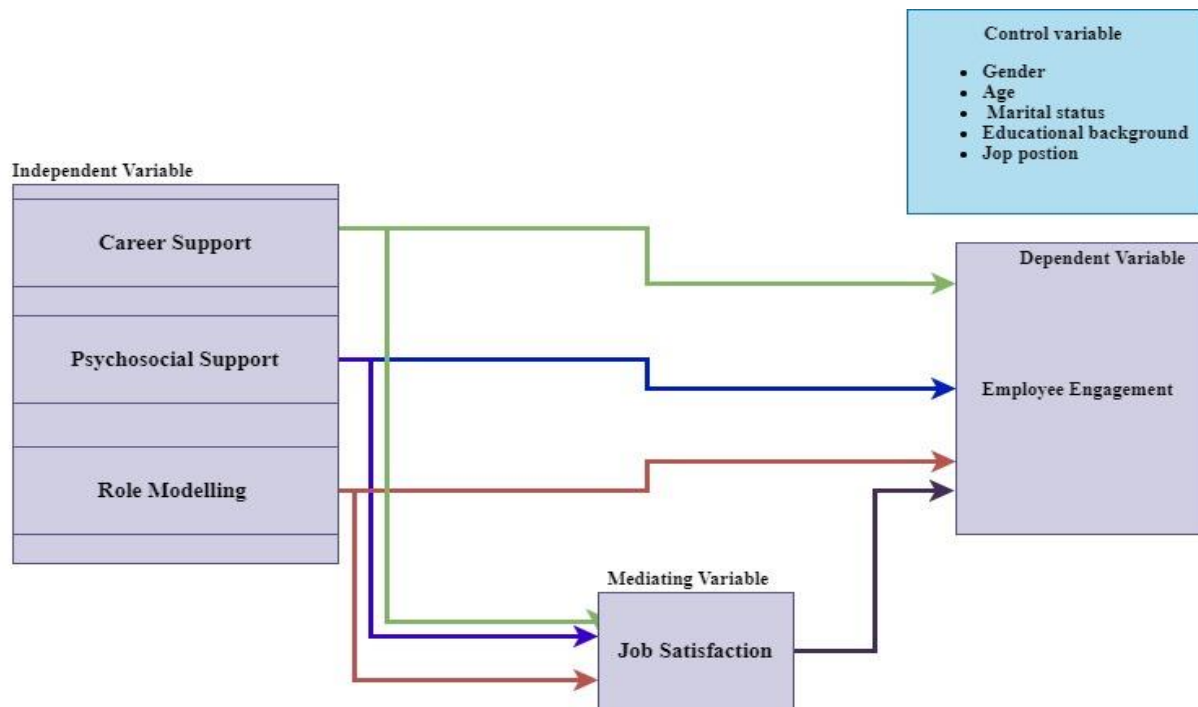 Control variable
• Gender
• Age
• Marital status
• Educational background
• Jop postion
Independent Variable
Career Support
Psychosocial Support
Role Modelling
Dependent Variable
Employee Engagement
Mediating Variable
Job Satisfaction